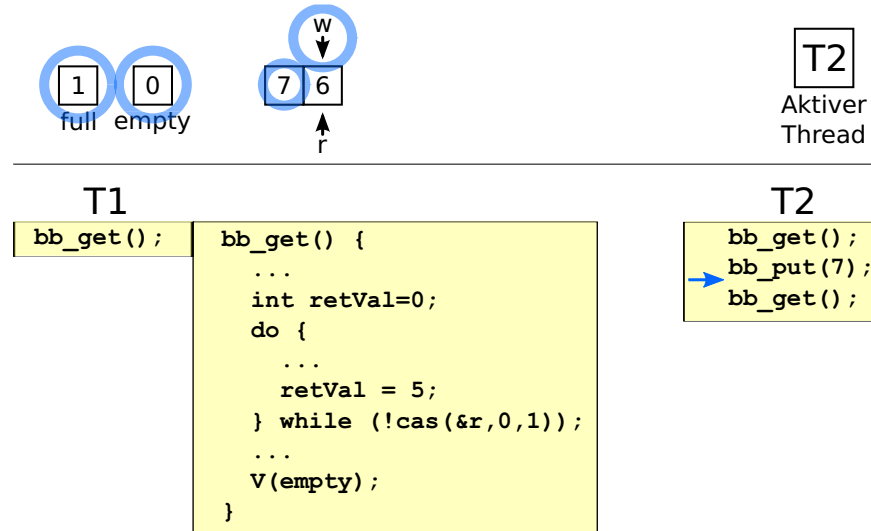 w
1 0 7 6
full empty
r
T2
Aktiver
Thread
T1
bb_get();
bb_get() {
...
int retVal=0;
do {
...
retVal = 5;
} while (!cas(&r,0,1));
...
V(empty);
}
T2
bb_get();
bb_put(7);
bb_get();